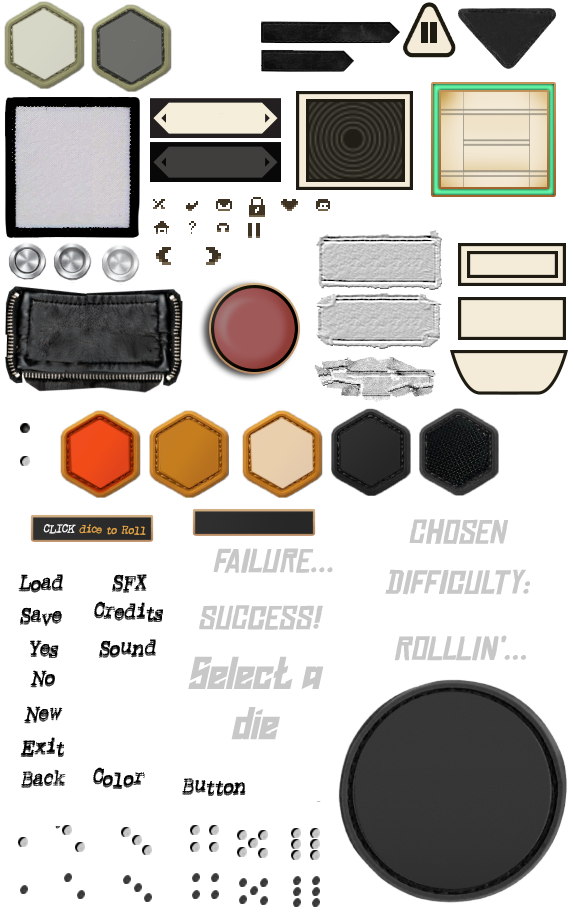 ?
CLICK dice to Roll
CHOSEN
DIFFICULTY:
FAILURE...
SUCCESS!
ROLLLIN'...
Select a
die
Load
SFX
Save
Credits
Yes
Sound
No
New
Exit
Back
Color
Button